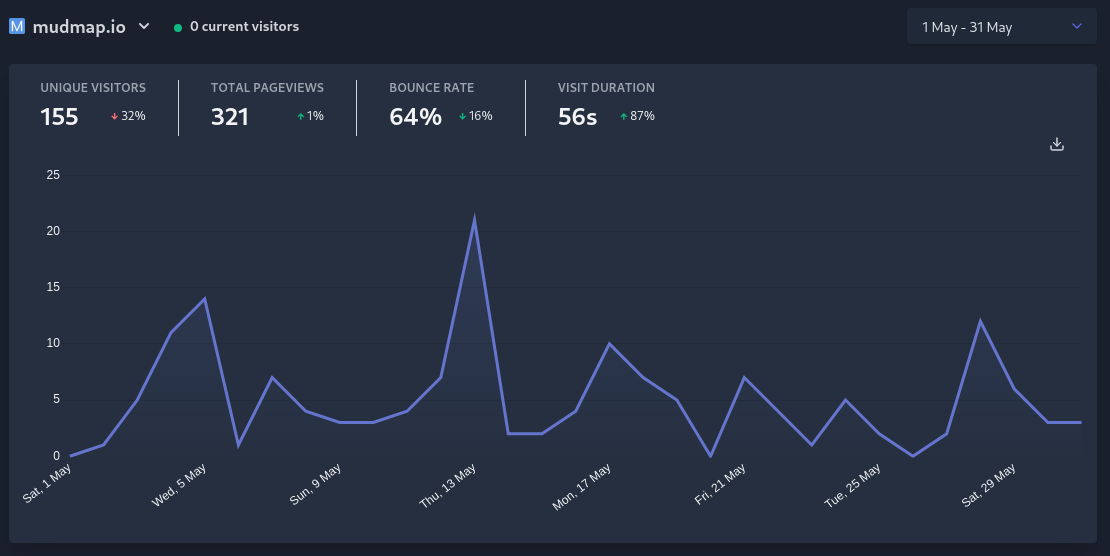 M mudmap.io 0 current visitors 1 May - 31 May
UNIQUE VISITORS TOTAL PAGEVIEWS BOUNCE RATE VISIT DURATION
155 32% 321 1% 64% 16% 56s 87%
25
20
15
10
5
0
Sat, 1 May Wed, 5 May Sun, 9 May Thu, 13 May Mon, 17 May Fri, 21 May Tue, 25 May Sat, 29 May